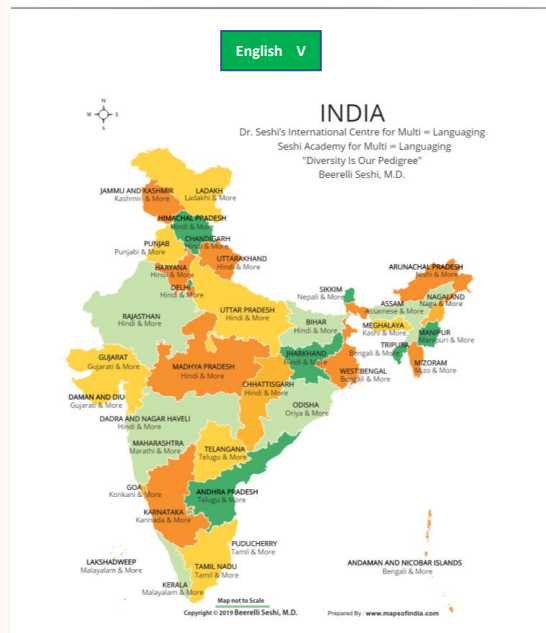 English V
N
W E
S
INDIA
Dr. Seshi's International Centre for Multi ∞ Languaging
Seshi Academy for Multi ∞ Languaging
"Diversity Is Our Pedigree"
Beerelli Seshi, M.D.
JAMMU AND KASHMIR
Kashmiri & More
LADAKH
Ladakhi & More
HIMACHAL PRADESH
Hindi & More
CHANDIGARH
Hindi & More
PUNJAB
Punjabi & More
UTTARAKHAND
Hindi & More
HARYANA
Hindi & More
DELHI
Hindi & More
ARUNACHAL PRADESH
Nishi & More
SIKKIM
Nepali & More
ASSAM
Assamese & More
NAGALAND
Naga & More
RAJASTHAN
Hindi & More
UTTAR PRADESH
Hindi & More
BIHAR
Hindi & More
MEGHALAYA
Kashi & More
MANIPUR
Manipuri & More
TRIPURA
Bengali & More
GUJARAT
Gujarati & More
MADHYA PRADESH
Hindi & More
JHARKHAND
Hindi & More
WEST BENGAL
Bengali & More
MIZORAM
Mizo & More
CHHATTISGARH
Hindi & More
DAMAN AND DIU
Gujarati & More
ODISHA
Oriya & More
DADRA AND NAGAR HAVELI
Hindi & More
MAHARASHTRA
Marathi & More
TELANGANA
Telugu & More
GOA
Konkani & More
ANDHRA PRADESH
Telugu & More
KARNATAKA
Kannada & More
PUDUCHERRY
Tamil & More
LAKSHADWEEP
Malayalam & More
TAMIL NADU
Tamil & More
ANDAMAN AND NICOBAR ISLANDS
Bengali & More
KERALA
Malayalam & More
Map not to Scale
Copyright © 2019 Beerelli Seshi, M.D.
Prepared By : www.mapsofindia.com